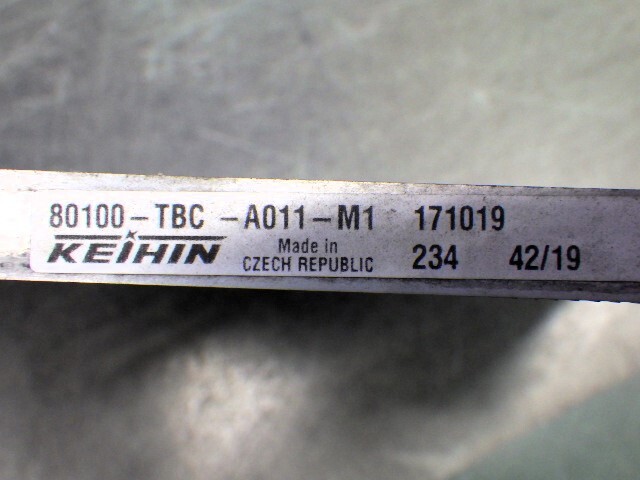 80100-TBC -A011-M1 171019
KEIHIN Made in CZECH REPUBLIC 234 42/19